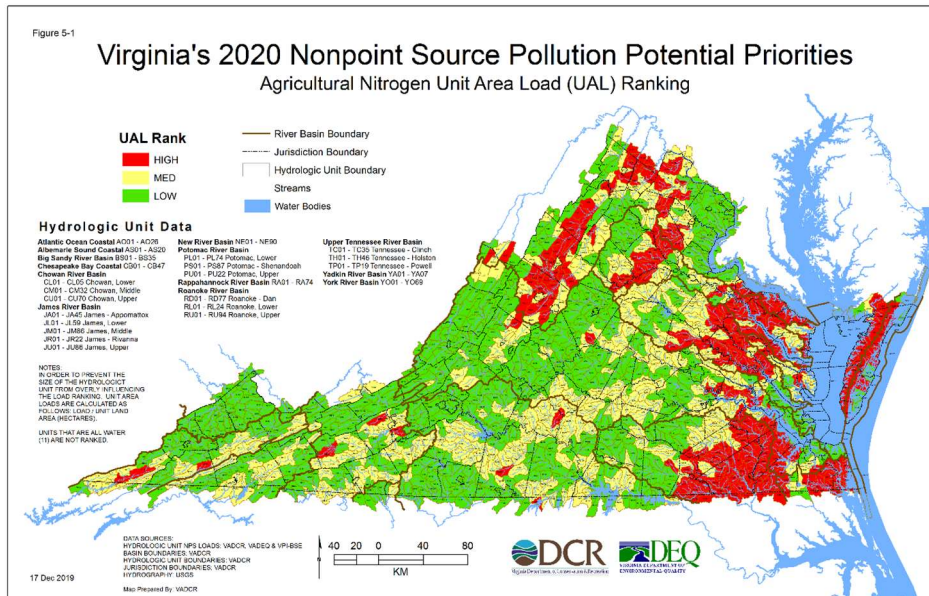 Figure 5-1
Virginia's 2020 Nonpoint Source Pollution Potential Priorities
Agricultural Nitrogen Unit Area Load (UAL) Ranking
UAL Rank
HIGH
MED
LOW
River Basin Boundary
Jurisdiction Boundary
Hydrologic Unit Boundary
Streams
Water Bodies
Hydrologic Unit Data
Atlantic Ocean Coastal AO01 - AO26
Albemarle Sound Coastal AS01 - AS20
Big Sandy River Basin BS01 - BS35
Chesapeake Bay Coastal CB01 - CB47
Chowan River Basin
CL01 - CL05 Chowan, Lower
CM01 - CM32 Chowan, Middle
CU01 - CU70 Chowan, Upper
James River Basin
JA01 - JA45 James - Appomattox
JL01 - JL59 James, Lower
JM01 - JM86 James, Middle
JR01 - JR22 James - Rivanna
JU01 - JU86 James, Upper
New River Basin NE01 - NE90
Potomac River Basin
PL01 - PL74 Potomac, Lower
PS01 - PS87 Potomac - Shenandoah
PU01 - PU22 Potomac, Upper
Rappahannock River Basin RA01 - RA74
Roanoke River Basin
RD01 - RD77 Roanoke - Dan
RL01 - RL24 Roanoke, Lower
RU01 - RU94 Roanoke, Upper
Upper Tennessee River Basin
TC01 - TC35 Tennessee - Clinch
TH01 - TH46 Tennessee - Holston
TP01 - TP19 Tennessee - Powell
Yadkin River Basin YA01 - YA07
York River Basin YO01 - YO69
NOTES:
IN ORDER TO PREVENT THE
SIZE OF THE HYDROLOGICT
UNIT FROM OVERLY INFLUENCING
THE LOAD RANKING, UNIT AREA
LOADS ARE CALCULATED AS
FOLLOWS: LOAD / UNIT LAND
AREA (HECTARES).
UNITS THAT ARE ALL WATER
(11) ARE NOT RANKED.
DATA SOURCES:
HYDROLOGIC UNIT NPS LOADS: VADCR, VADEQ & VPI-BSE
BASIN BOUNDARIES: VADCR
HYDROLOGIC UNIT BOUNDARIES: VADCR
JURISDICTION BOUNDARIES: VADCR
HYDROGRAPHY: USGS
Map Prepared By: VADCR
17 Dec 2019
40 20 0 40 80
KM
DCR
Virginia Department of Conservation & Recreation
DEQ
VIRGINIA DEPARTMENT OF
ENVIRONMENTAL QUALITY